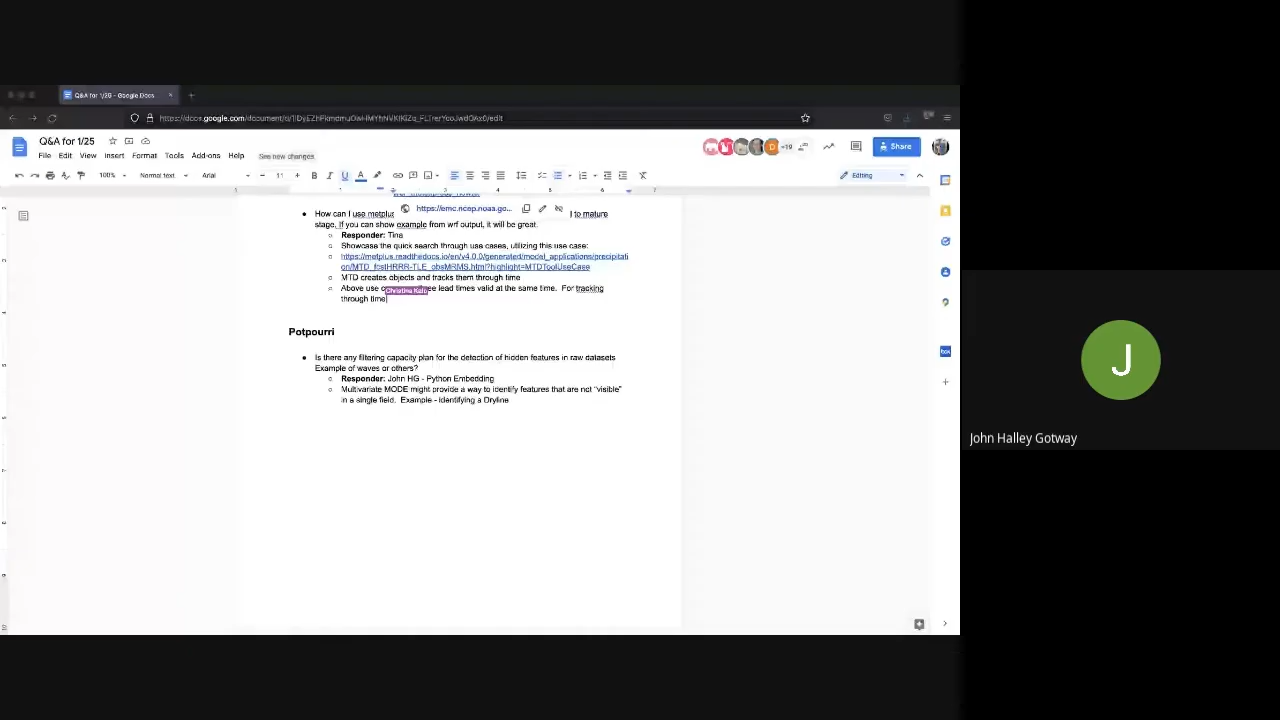 Q&A for 1/25 - Google Docs
Q&A for 1/25
Share
File Edit View Insert Format Tools Add-ons Help See new changes
+19
100% Normal text Arial 11 Editing
https://emc.ncep.noaa.go...
How can I use metplus to mature
stage. If you can show example from wrf output, it will be great.
Responder: Tina
Showcase the quick search through use cases, utilizing this use case:
https://metplus.readthedocs.io/en/v4.0.0/generated/model_applications/precipitati
on/MTD_fcstHRRR-TLE_obsMRMS.html?highlight=MTDToolUseCase
MTD creates objects and tracks them through time
Christina Kalb
Above use lead times valid at the same time. For tracking
through time
Potpourri
Is there any filtering capacity plan for the detection of hidden features in raw datasets
Example of waves or others?
Responder: John HG - Python Embedding
Multivariate MODE might provide a way to identify features that are not "visible"
in a single field. Example - identifying a Dryline
J
John Halley Gotway